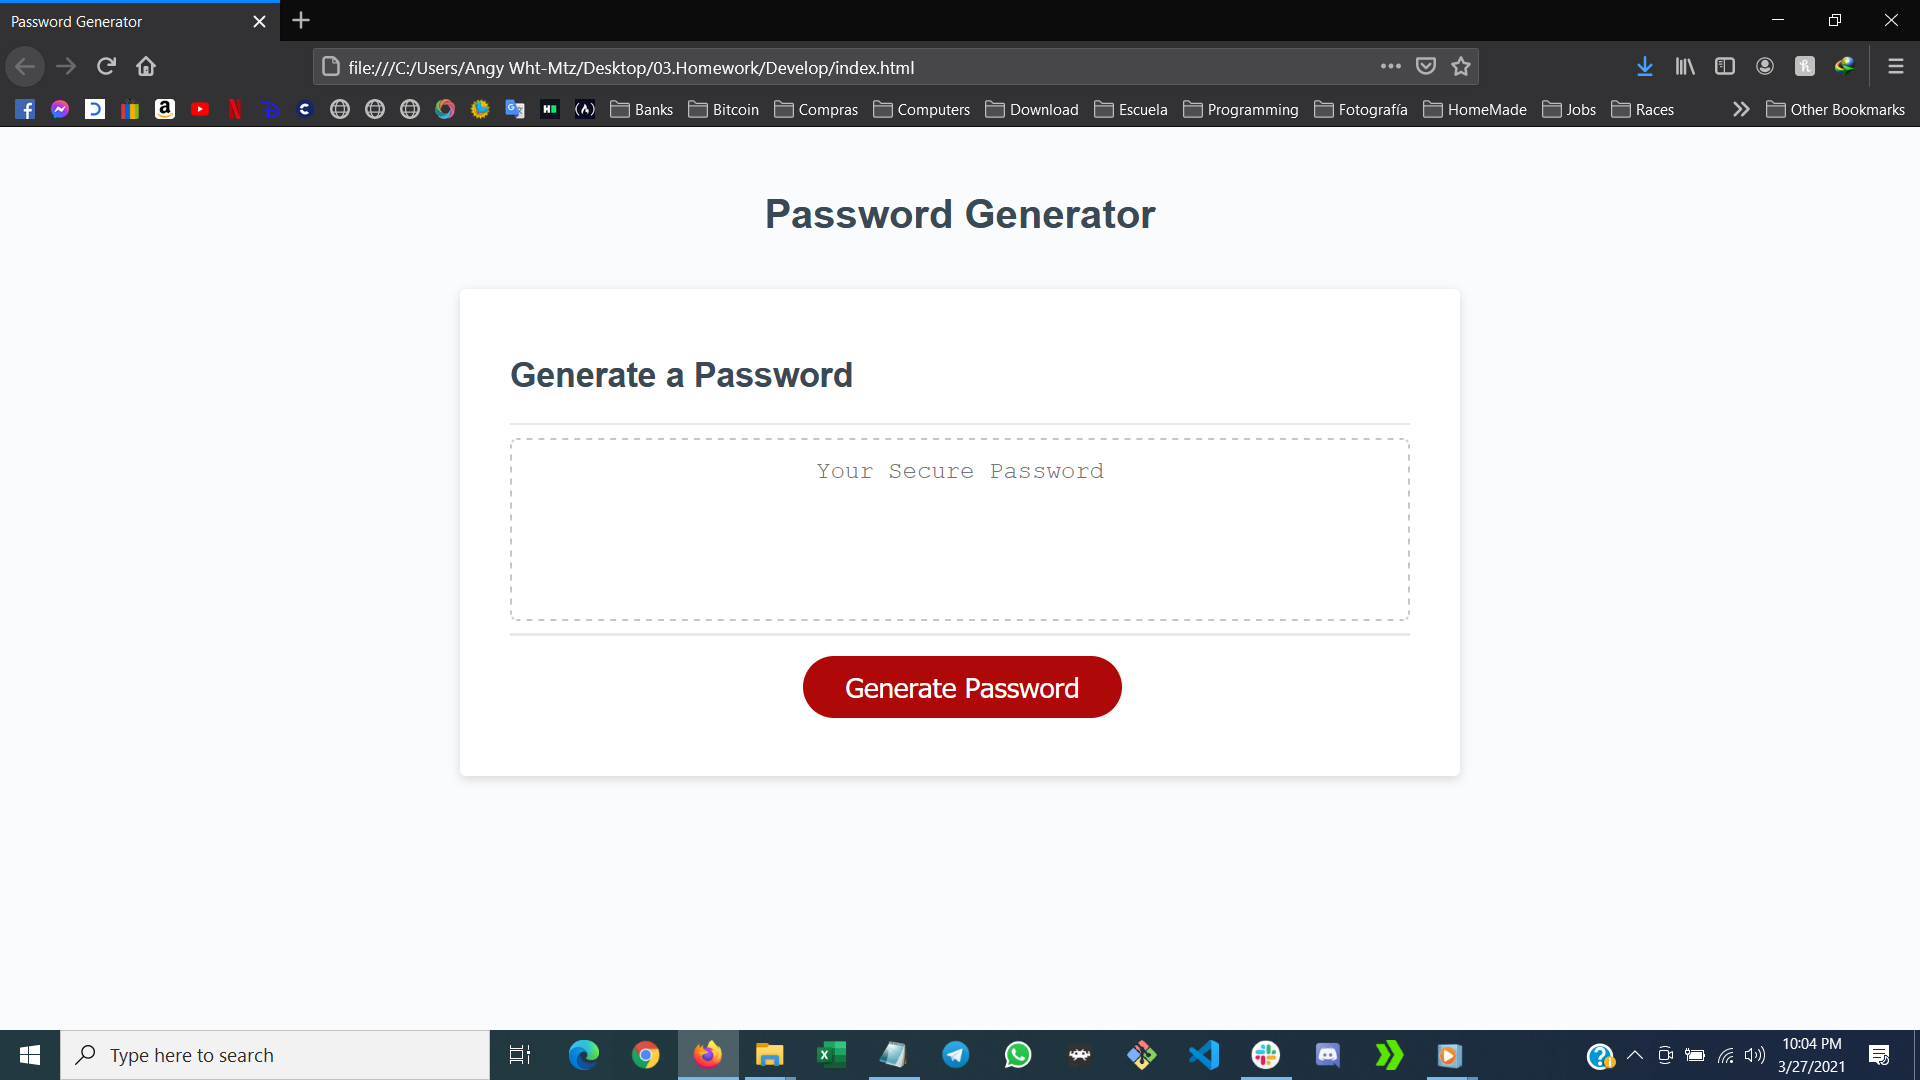 Password Generator
file:///C:/Users/Angy Wht-Mtz/Desktop/03.Homework/Develop/index.html
Banks
Bitcoin
Compras
Computers
Download
Escuela
Programming
Fotografía
HomeMade
Jobs
Races
Other Bookmarks
Password Generator
Generate a Password
Your Secure Password
Generate Password
Type here to search
10:04 PM
3/27/2021